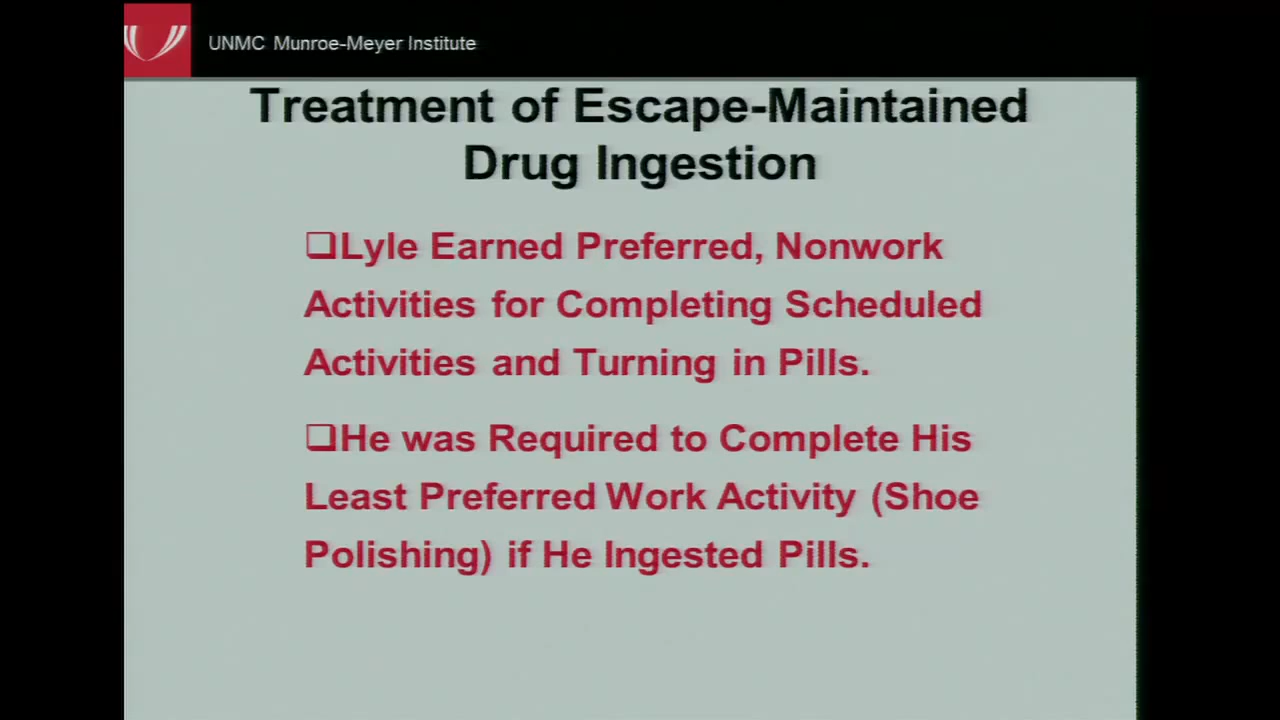 UNMC Munroe-Meyer Institute
Treatment of Escape-Maintained
Drug Ingestion
❑Lyle Earned Preferred, Nonwork
Activities for Completing Scheduled
Activities and Turning in Pills.
❑He was Required to Complete His
Least Preferred Work Activity (Shoe
Polishing) if He Ingested Pills.